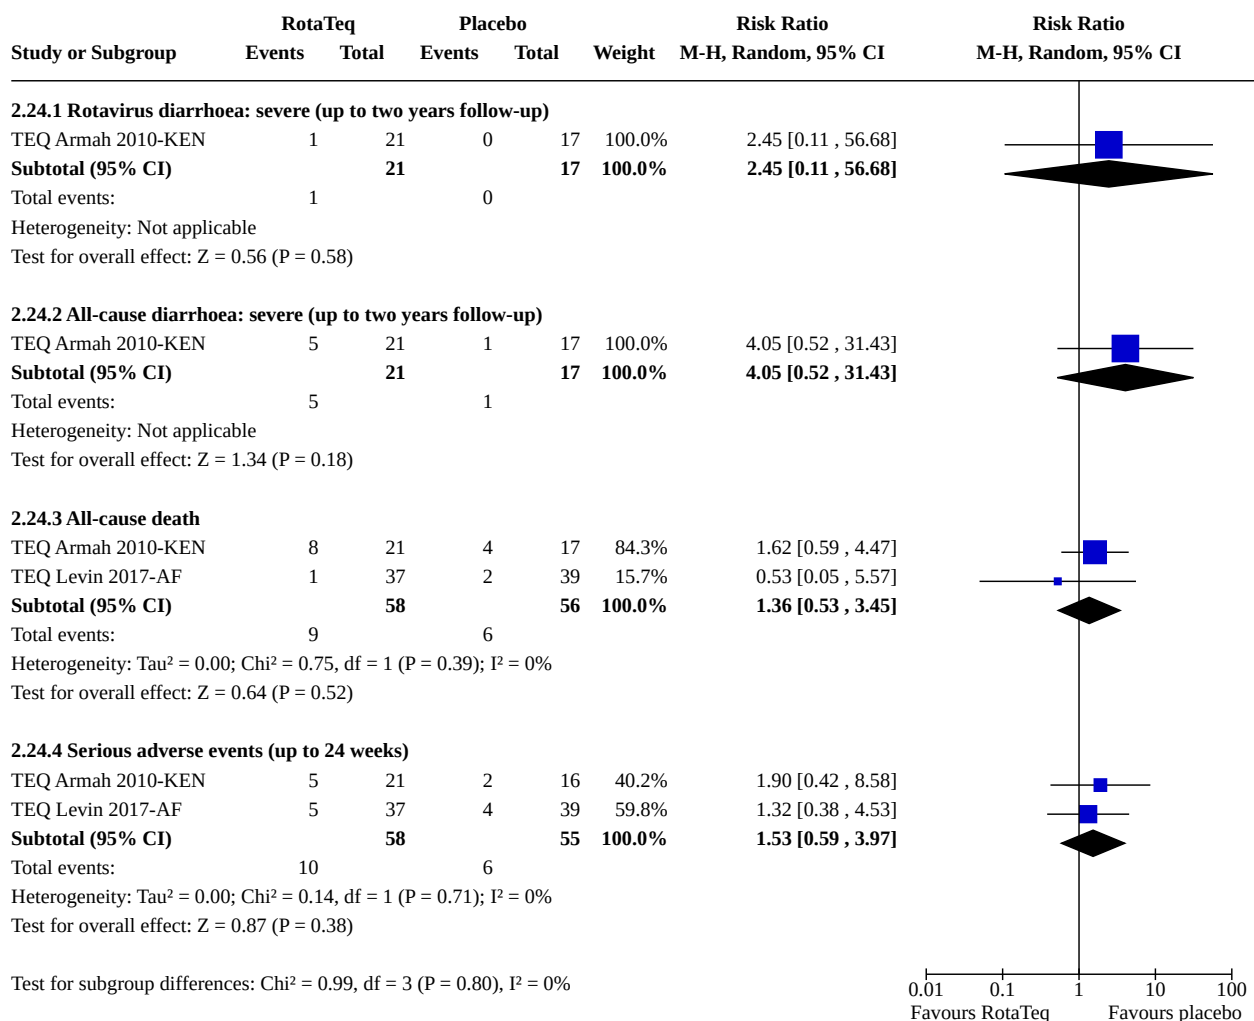 RotaTeq Placebo Risk Ratio Risk Ratio
Study or Subgroup Events Total Events Total Weight M-H, Random, 95% CI M-H, Random, 95% CI
2.24.1 Rotavirus diarrhoea: severe (up to two years follow-up)
TEQ Armah 2010-KEN 1 21 0 17 100.0% 2.45 [0.11 , 56.68]
Subtotal (95% CI) 21 17 100.0% 2.45 [0.11 , 56.68]
Total events: 1 0
Heterogeneity: Not applicable
Test for overall effect: Z = 0.56 (P = 0.58)
2.24.2 All-cause diarrhoea: severe (up to two years follow-up)
TEQ Armah 2010-KEN 5 21 1 17 100.0% 4.05 [0.52 , 31.43]
Subtotal (95% CI) 21 17 100.0% 4.05 [0.52 , 31.43]
Total events: 5 1
Heterogeneity: Not applicable
Test for overall effect: Z = 1.34 (P = 0.18)
2.24.3 All-cause death
TEQ Armah 2010-KEN 8 21 4 17 84.3% 1.62 [0.59 , 4.47]
TEQ Levin 2017-AF 1 37 2 39 15.7% 0.53 [0.05 , 5.57]
Subtotal (95% CI) 58 56 100.0% 1.36 [0.53 , 3.45]
Total events: 9 6
Heterogeneity: Tau² = 0.00; Chi² = 0.75, df = 1 (P = 0.39); I² = 0%
Test for overall effect: Z = 0.64 (P = 0.52)
2.24.4 Serious adverse events (up to 24 weeks)
TEQ Armah 2010-KEN 5 21 2 16 40.2% 1.90 [0.42 , 8.58]
TEQ Levin 2017-AF 5 37 4 39 59.8% 1.32 [0.38 , 4.53]
Subtotal (95% CI) 58 55 100.0% 1.53 [0.59 , 3.97]
Total events: 10 6
Heterogeneity: Tau² = 0.00; Chi² = 0.14, df = 1 (P = 0.71); I² = 0%
Test for overall effect: Z = 0.87 (P = 0.38)
Test for subgroup differences: Chi² = 0.99, df = 3 (P = 0.80), I² = 0%
0.01 0.1 1 10 100
Favours RotaTeq Favours placebo